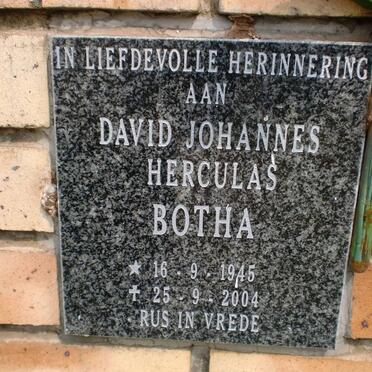 IN LIEFDEVOLLE HERINNERING
AAN
DAVID JOHANNES
HERCULAS
BOTHA
★ 16 - 9 - 1945
✝ 25 - 9 - 2004
RUS IN VREDE